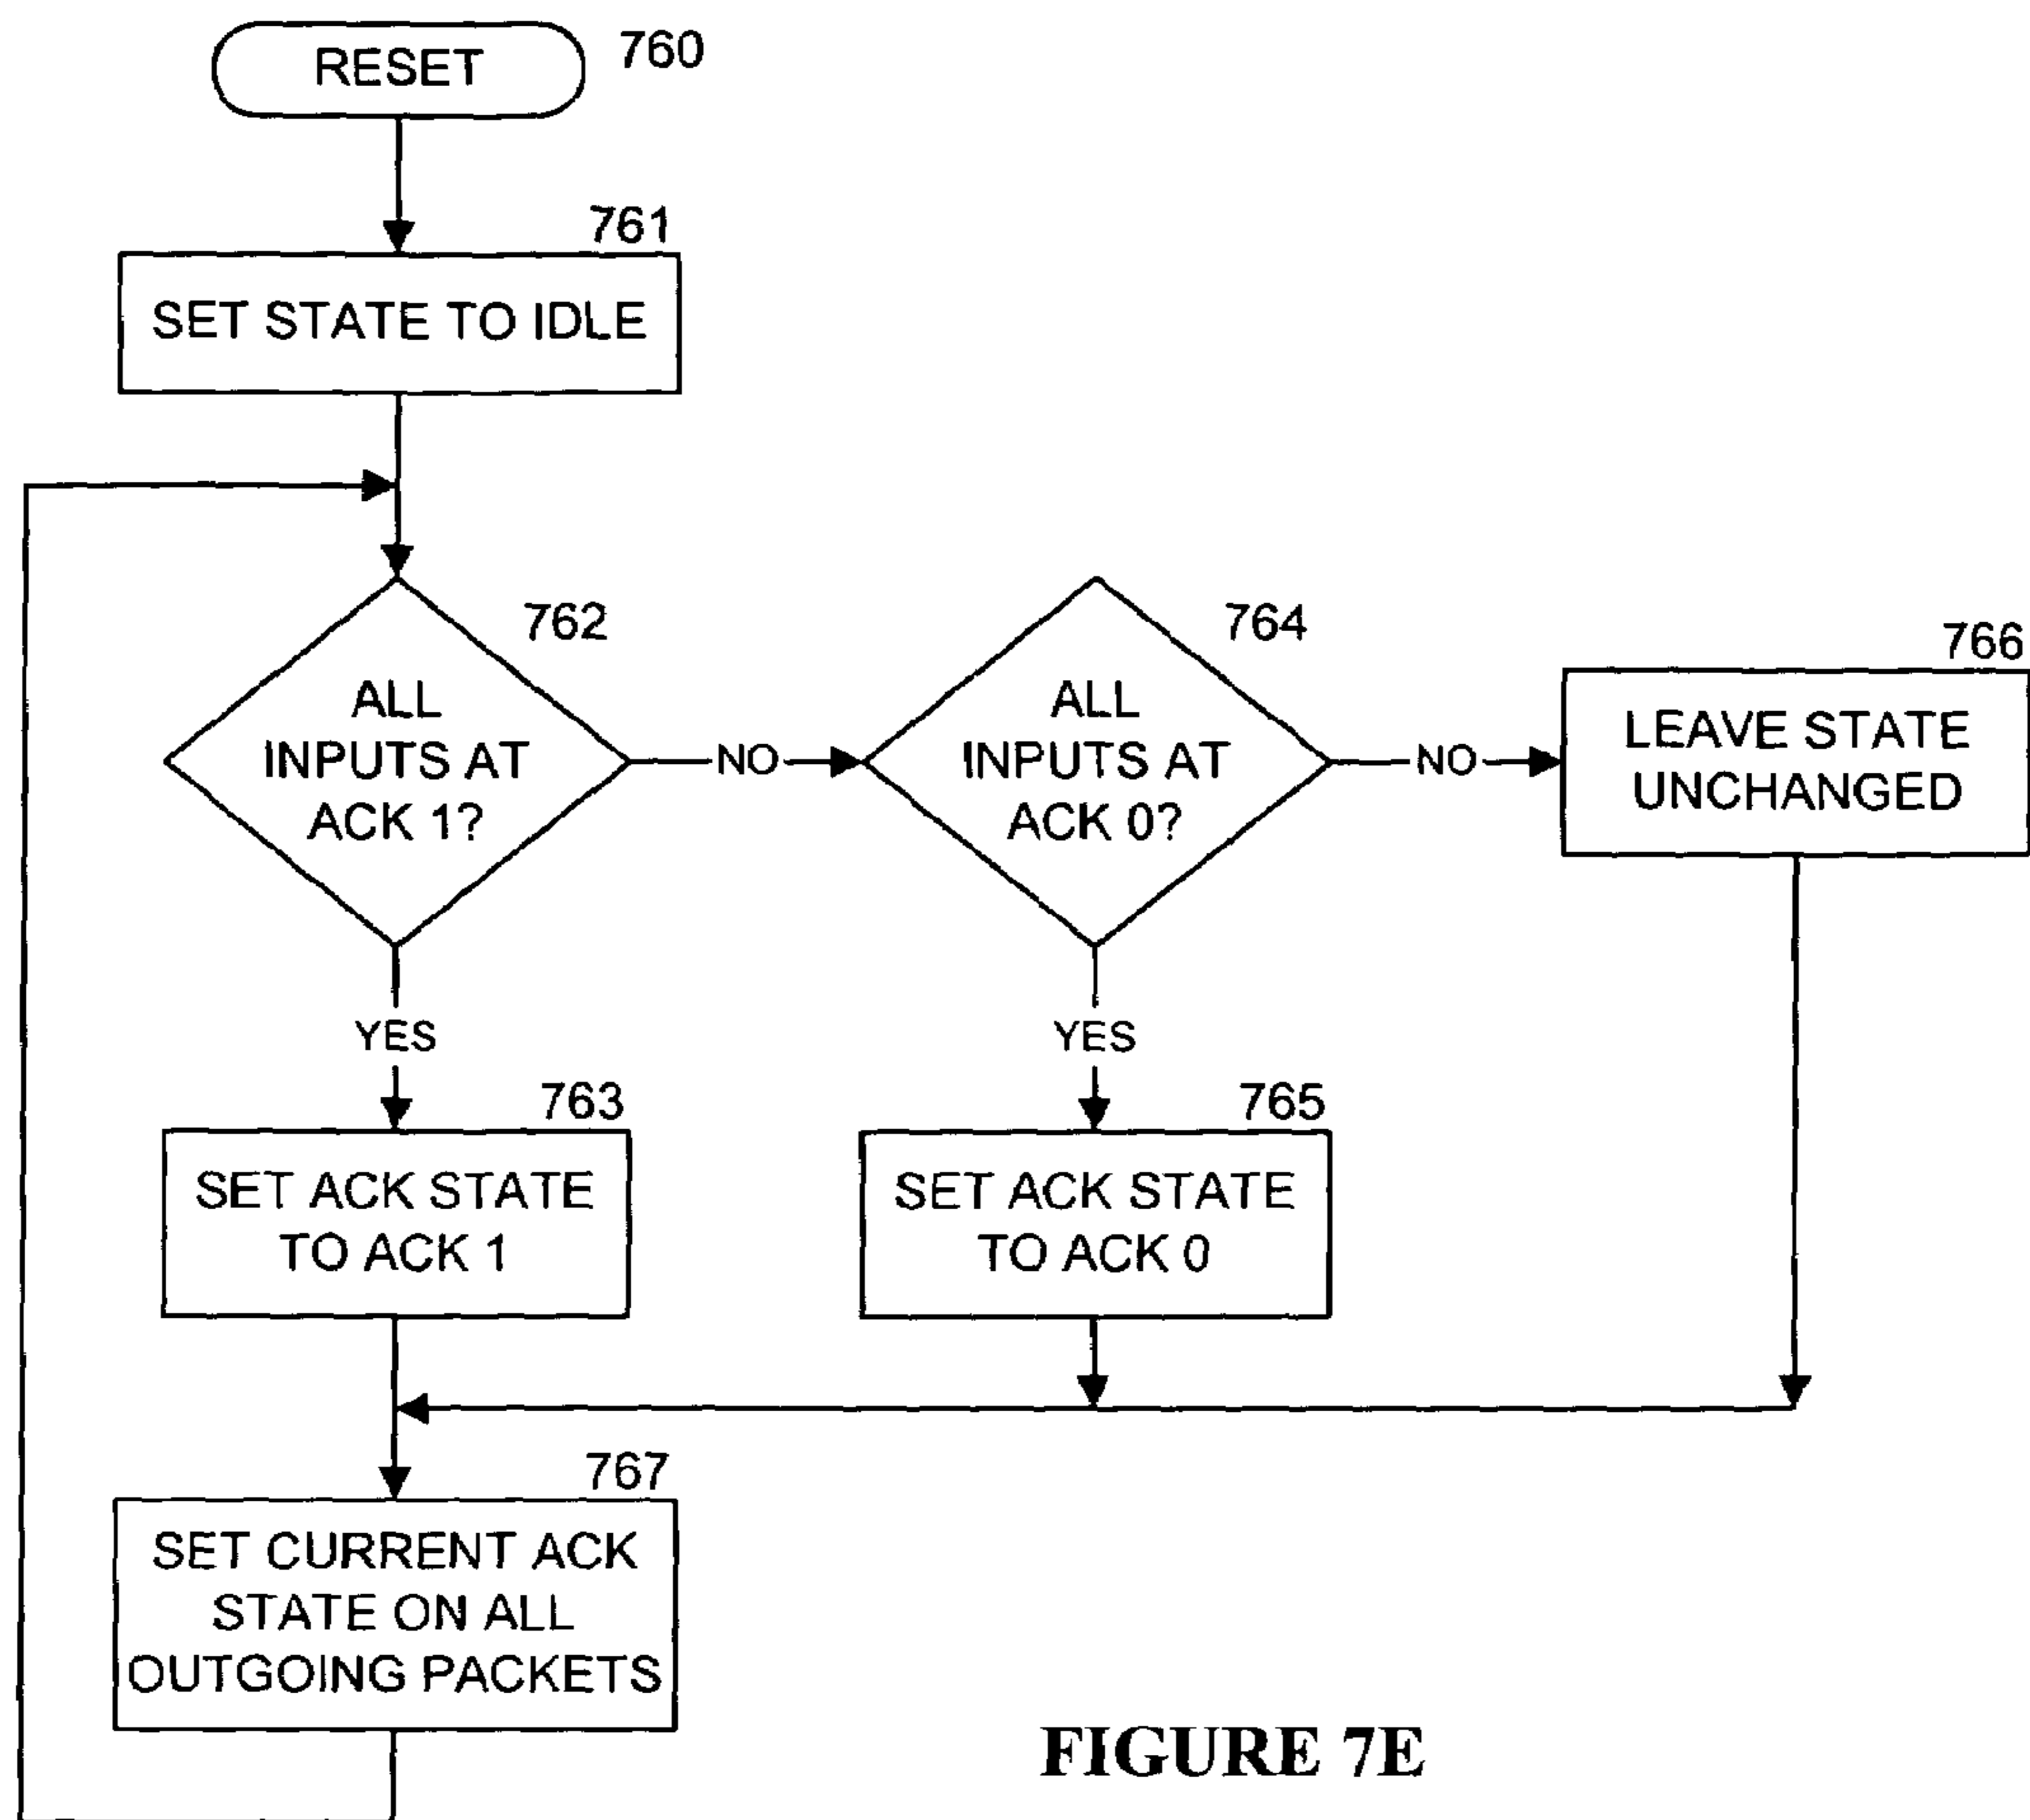 RESET
760
761
SET STATE TO IDLE
762
ALL
INPUTS AT
ACK 1?
NO
764
ALL
INPUTS AT
ACK 0?
NO
766
LEAVE STATE
UNCHANGED
YES
YES
763
SET ACK STATE
TO ACK 1
765
SET ACK STATE
TO ACK 0
767
SET CURRENT ACK
STATE ON ALL
OUTGOING PACKETS
FIGURE 7E